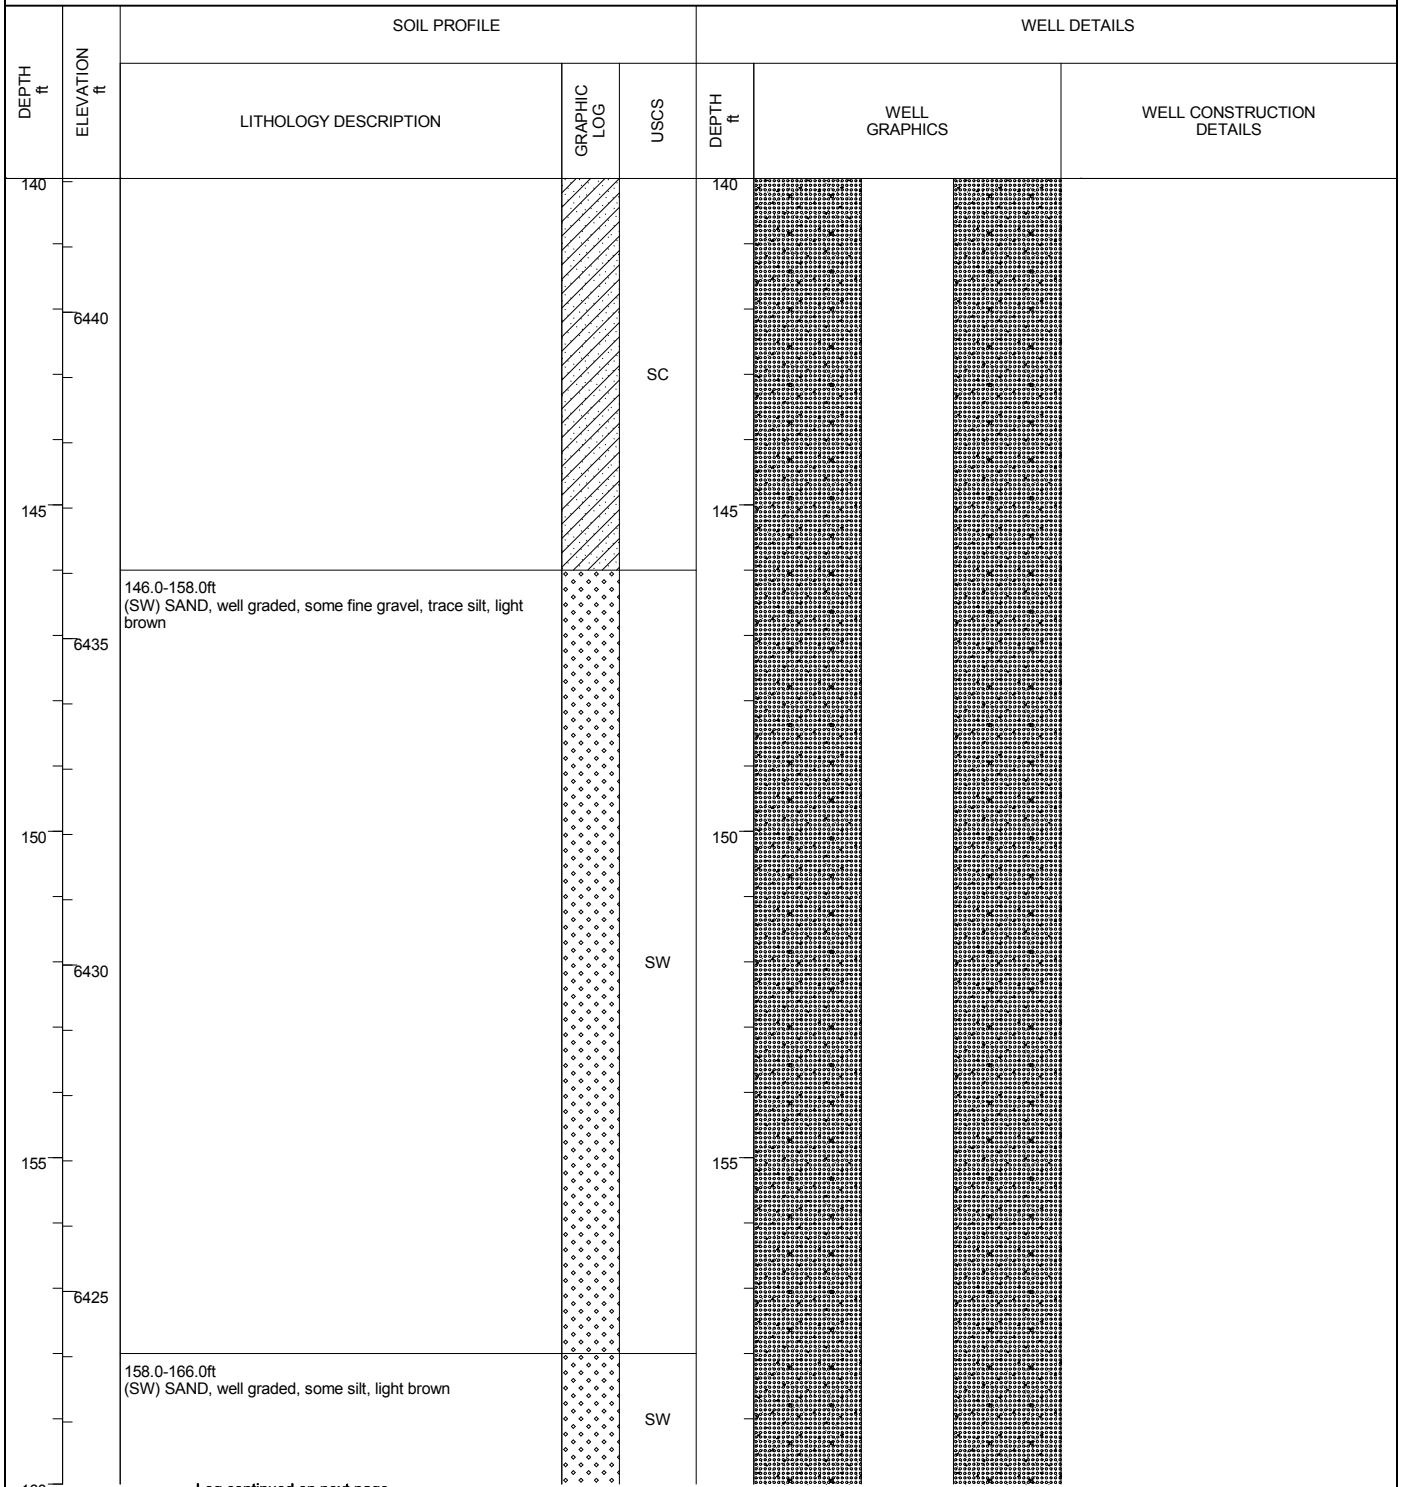 SOIL PROFILE
WELL DETAILS
DEPTH
ft
ELEVATION
ft
LITHOLOGY DESCRIPTION
GRAPHIC
LOG
USCS
DEPTH
ft
WELL
GRAPHICS
WELL CONSTRUCTION
DETAILS
140
140
6440
SC
145
145
146.0-158.0ft
(SW) SAND, well graded, some fine gravel, trace silt, light
brown
6435
150
150
6430
SW
155
155
6425
158.0-166.0ft
(SW) SAND, well graded, some silt, light brown
SW
Log continued on next page